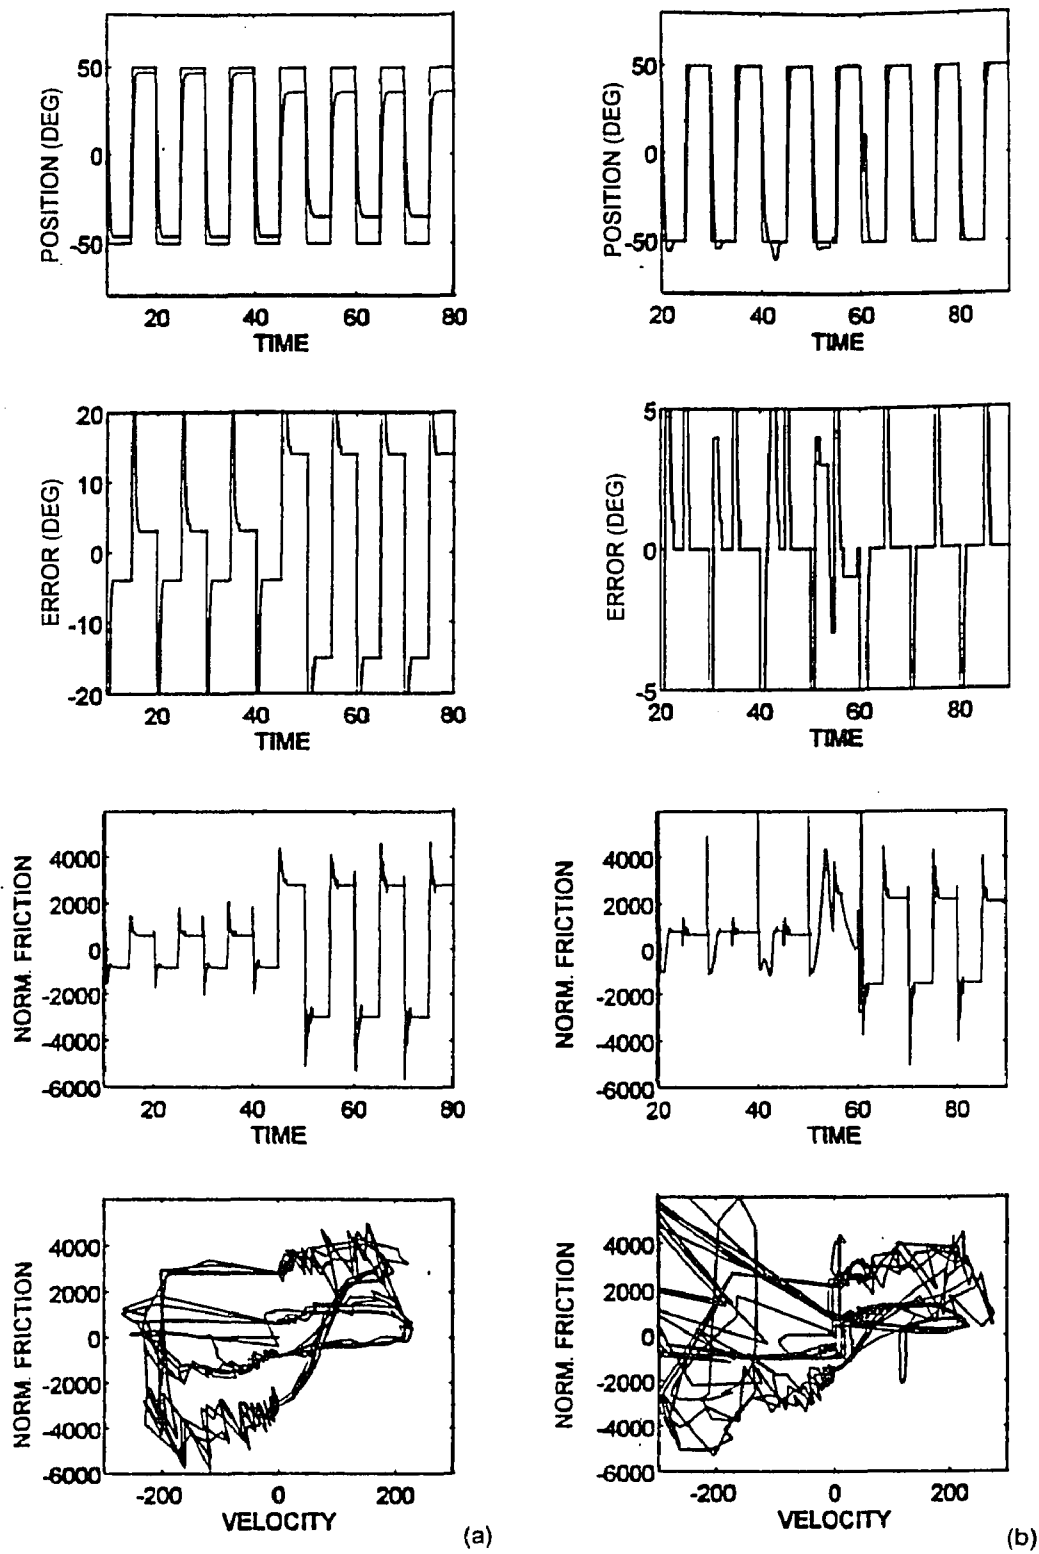 50
0
-50
POSITION (DEG)
20 40 60 80
TIME
50
0
-50
POSITION (DEG)
20 40 60 80
TIME
20
10
0
-10
-20
ERROR (DEG)
20 40 60 80
TIME
5
0
-5
ERROR (DEG)
20 40 60 80
TIME
4000
2000
0
-2000
-4000
-6000
NORM. FRICTION
20 40 60 80
TIME
4000
2000
0
-2000
-4000
-6000
NORM. FRICTION
20 40 60 80
TIME
4000
2000
0
-2000
-4000
-6000
NORM. FRICTION
-200 0 200
VELOCITY
(a)
4000
2000
0
-2000
-4000
-6000
NORM. FRICTION
-200 0 200
VELOCITY
(b)